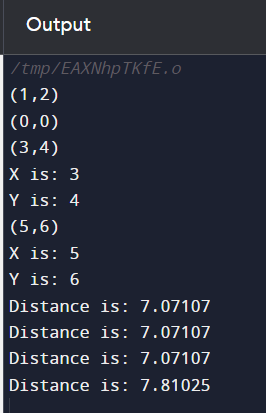 Output
/tmp/EAXNhpTKfE.o
(1,2)
(0,0)
(3,4)
X is: 3
Y is: 4
(5,6)
X is: 5
Y is: 6
Distance is: 7.07107
Distance is: 7.07107
Distance is: 7.07107
Distance is: 7.81025